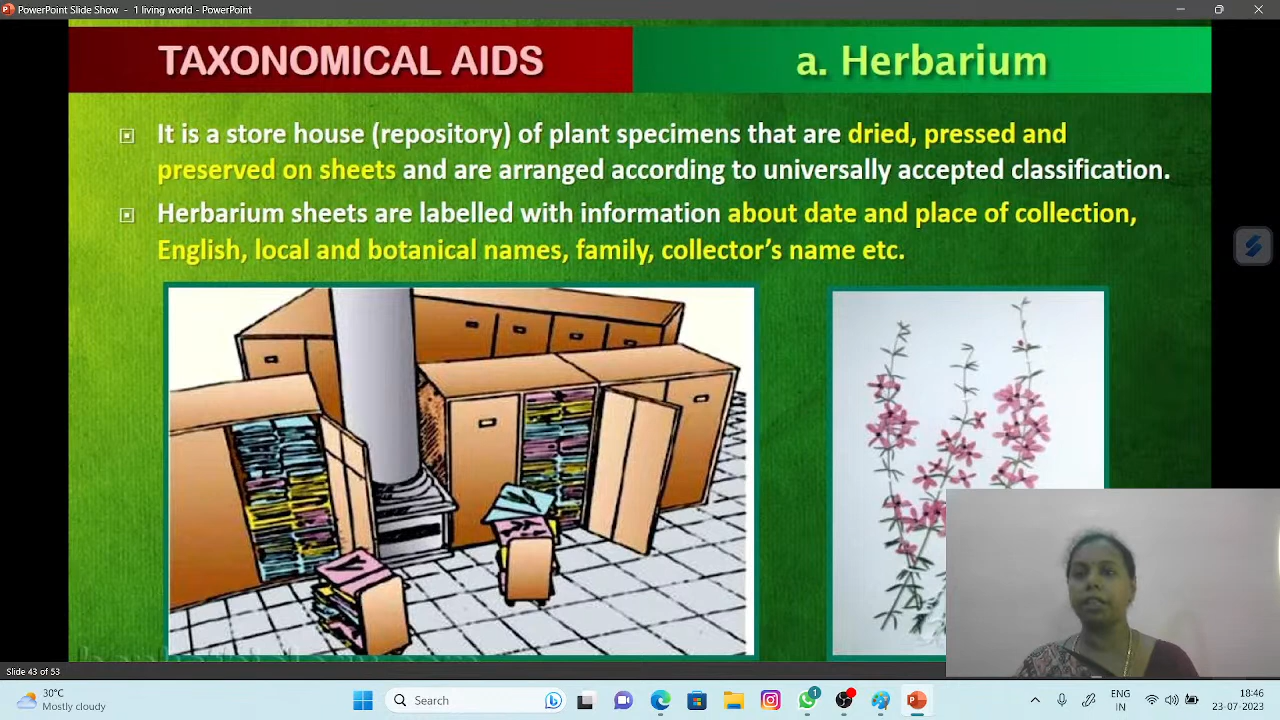 PowerPoint Slide Show - 1 living world - PowerPoint
TAXONOMICAL AIDS
a. Herbarium
It is a store house (repository) of plant specimens that are dried, pressed and
preserved on sheets and are arranged according to universally accepted classification.
Herbarium sheets are labelled with information about date and place of collection,
English, local and botanical names, family, collector's name etc.
Slide 43 of 53
30°C
Mostly cloudy
Search
1
ENG
IN
18:46
23-07-2023